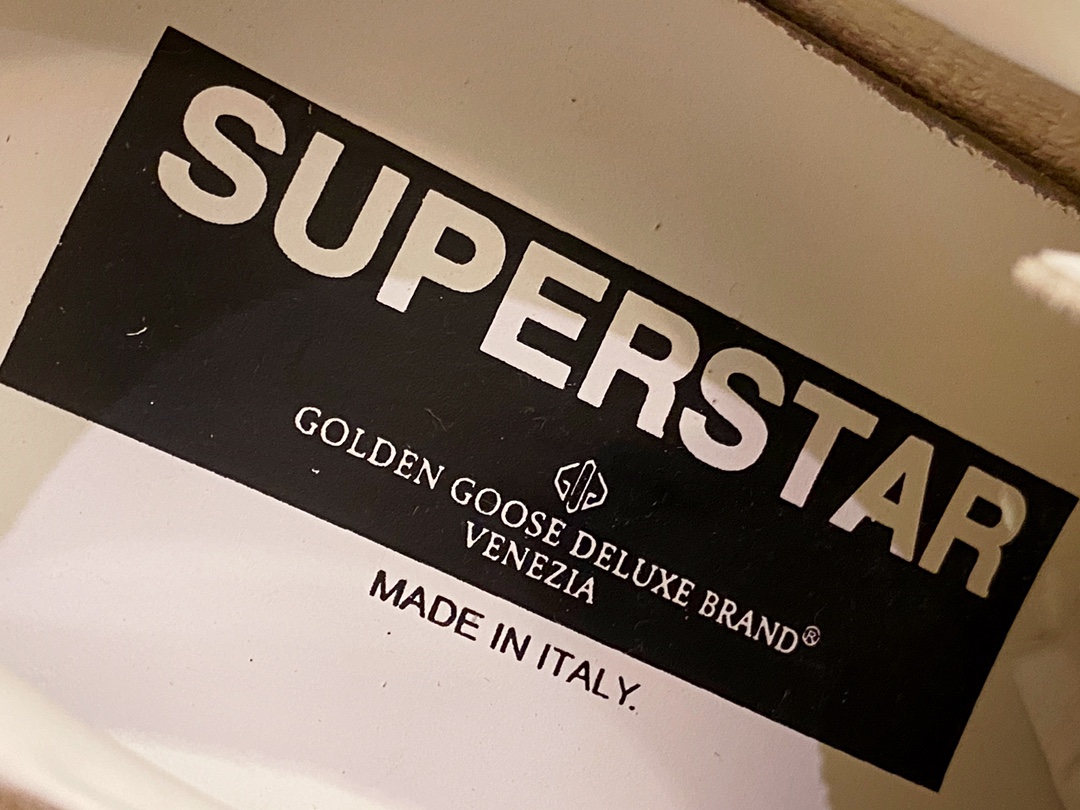 SUPERSTAR
GOLDEN GOOSE DELUXE BRAND®
VENEZIA
MADE IN ITALY.